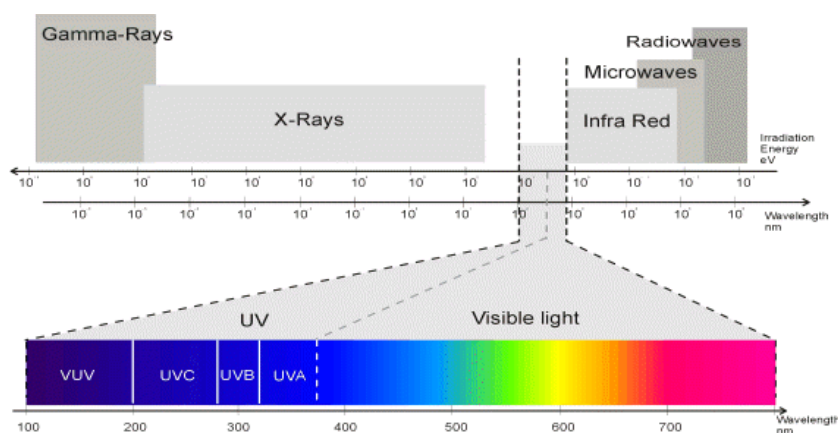 Gamma-Rays
Radiowaves
Microwaves
X-Rays
Infra Red
Irradiation
Energy
eV
Wavelength
nm
UV
Visible light
VUV
UVC
UVB
UVA
100 200 300 400 500 600 700
Wavelength
nm